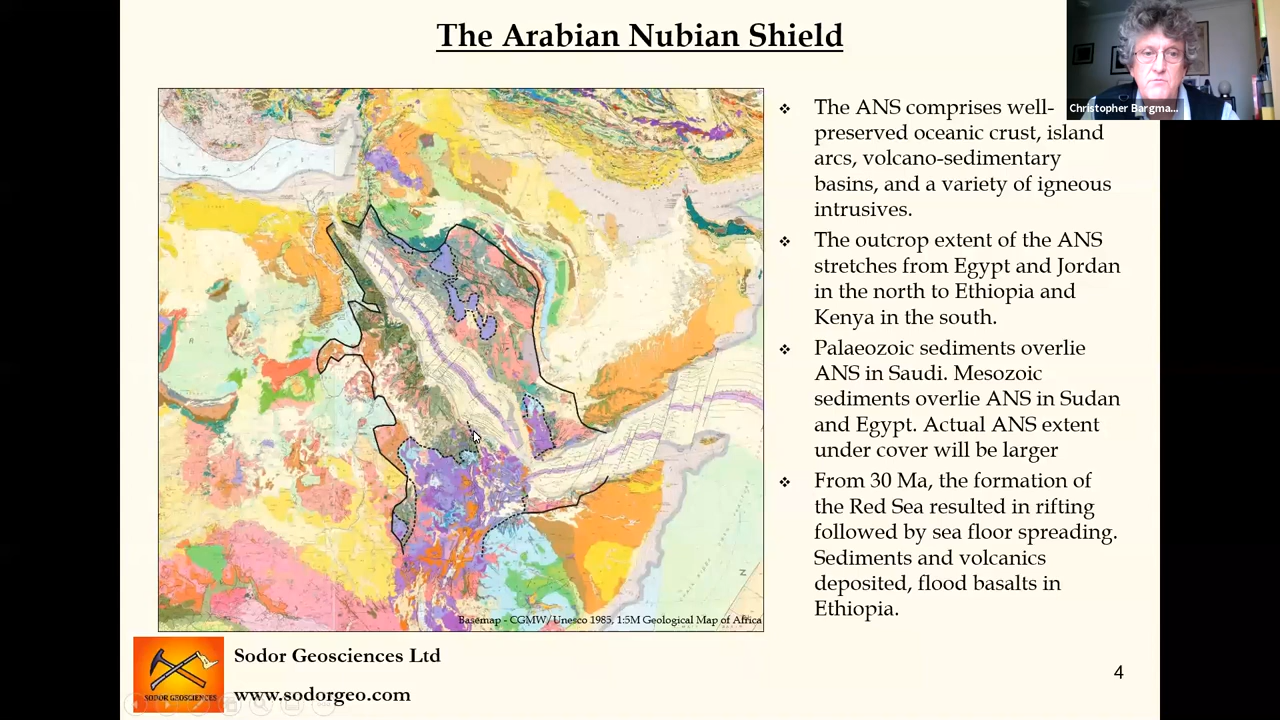 The Arabian Nubian Shield
Christopher Bargma...
❖ The ANS comprises well-
preserved oceanic crust, island
arcs, volcano-sedimentary
basins, and a variety of igneous
intrusives.
❖ The outcrop extent of the ANS
stretches from Egypt and Jordan
in the north to Ethiopia and
Kenya in the south.
❖ Palaeozoic sediments overlie
ANS in Saudi. Mesozoic
sediments overlie ANS in Sudan
and Egypt. Actual ANS extent
under cover will be larger
❖ From 30 Ma, the formation of
the Red Sea resulted in rifting
followed by sea floor spreading.
Sediments and volcanics
deposited, flood basalts in
Ethiopia.
Basemap - CGMW/Unesco 1985, 1:5M Geological Map of Africa
SODOR GEOSCIENCES
Sodor Geosciences Ltd
www.sodorgeo.com
4